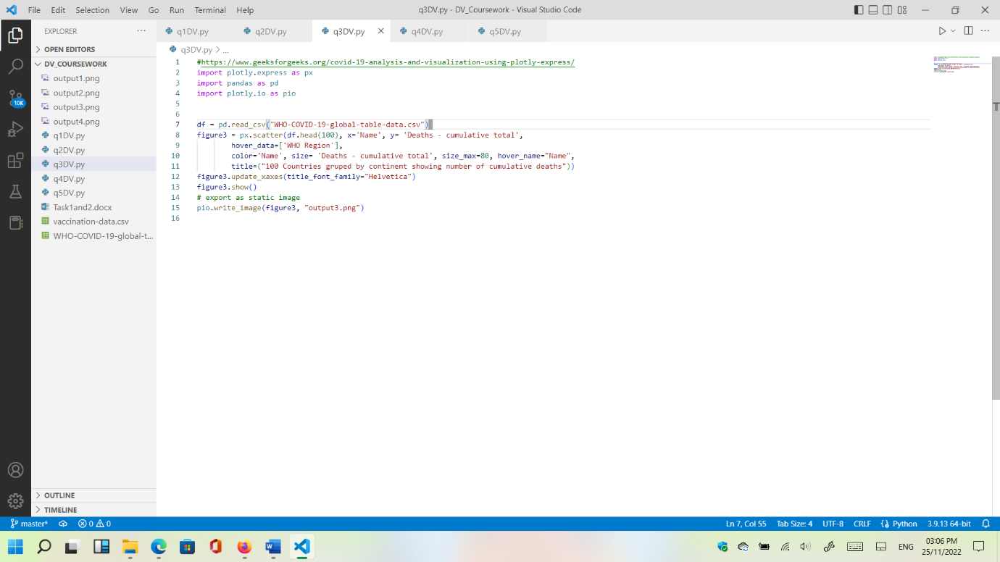 File Edit Selection View Go Run Terminal Help
q3DV.py - DV_Coursework - Visual Studio Code
EXPLORER
OPEN EDITORS
DV_COURSEWORK
output1.png
output2.png
output3.png
output4.png
q1DV.py
q2DV.py
q3DV.py
q4DV.py
q5DV.py
Task1and2.docx
vaccination-data.csv
WHO-COVID-19-global-t...
OUTLINE
TIMELINE
10K
q1DV.py q2DV.py q3DV.py q4DV.py q5DV.py
q3DV.py > ...
1 #https://www.geeksforgeeks.org/covid-19-analysis-and-visualization-using-plotly-express/
2 import plotly.express as px
3 import pandas as pd
4 import plotly.io as pio
5
6
7 df = pd.read_csv("WHO-COVID-19-global-table-data.csv")
8 figure3 = px.scatter(df.head(100), x='Name', y= 'Deaths - cumulative total',
9 hover_data=['WHO Region'],
10 color='Name', size= 'Deaths - cumulative total', size_max=80, hover_name="Name",
11 title=("100 Countries gruped by continent showing number of cumulative deaths"))
12 figure3.update_xaxes(title_font_family="Helvetica")
13 figure3.show()
14 # export as static image
15 pio.write_image(figure3, "output3.png")
16
master* 0 0 Ln 7, Col 55 Tab Size: 4 UTF-8 CRLF Python 3.9.13 64-bit
ENG
03:06 PM
25/11/2022